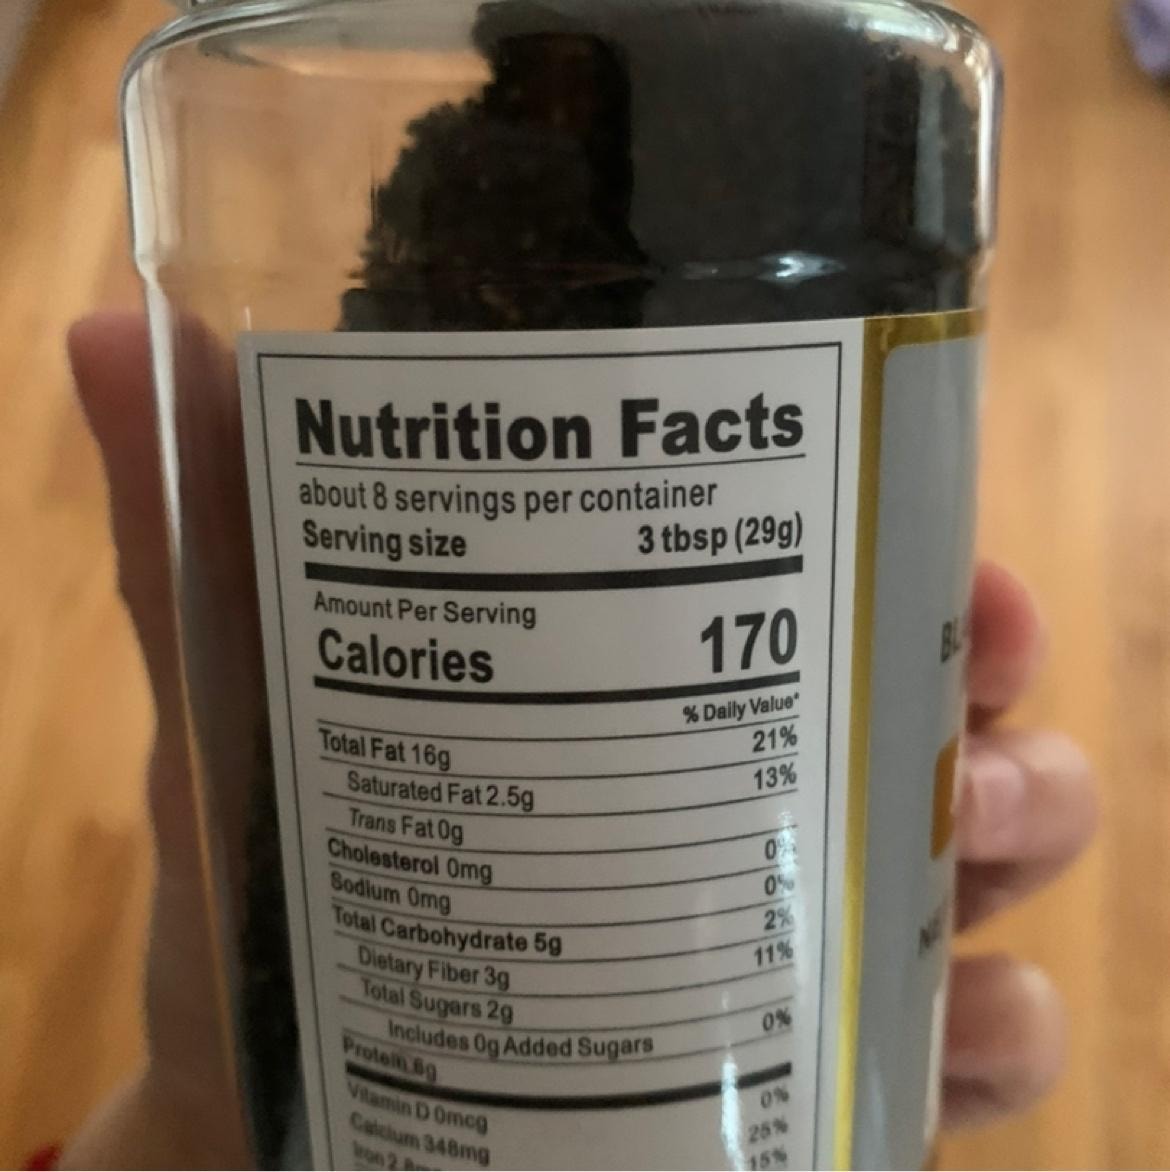 Nutrition Facts
about 8 servings per container
Serving size 3 tbsp (29g)
Amount Per Serving
Calories 170
% Daily Value*
Total Fat 16g 21%
Saturated Fat 2.5g 13%
Trans Fat 0g
Cholesterol 0mg 0%
Sodium 0mg 0%
Total Carbohydrate 5g 2%
Dietary Fiber 3g 11%
Total Sugars 2g
Includes 0g Added Sugars 0%
Protein 6g
Vitamin D 0mcg 0%
Calcium 348mg 25%
Iron 15%